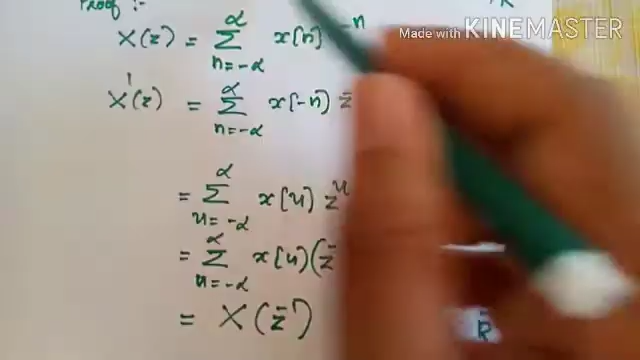 Proof :-
Made with KINEMASTER
X(z) = Σ x[n] -n
α
n=-α
X'(z) = Σ x[-n] z
α
n=-α
= Σ x[u] z^u
α
u=-α
= Σ x[u](z
α
u=-α
= X(z^-1)
R